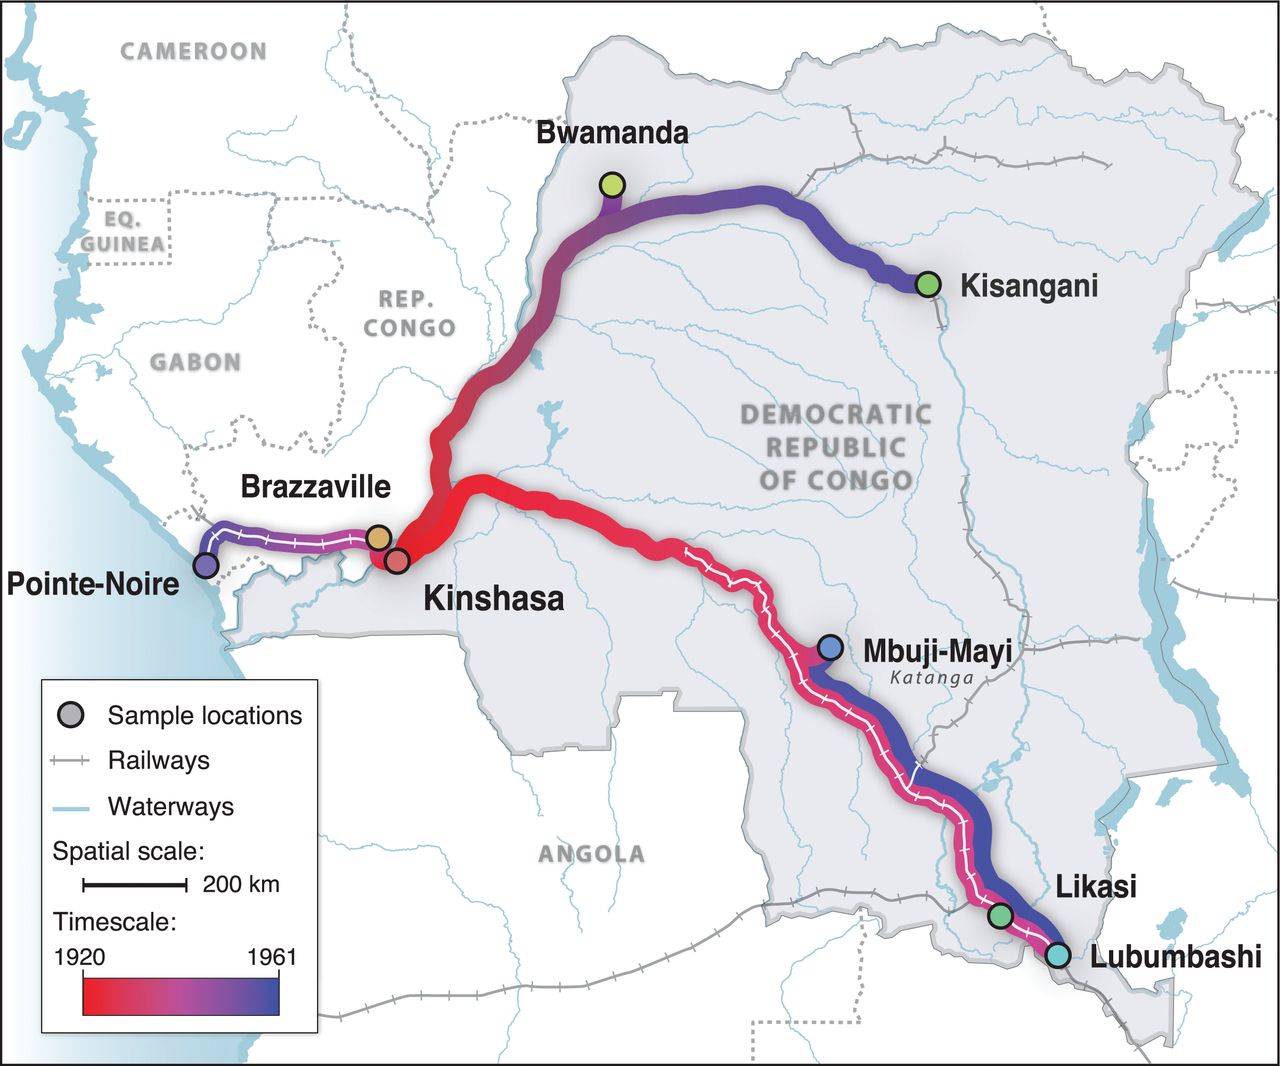 CAMEROON
Bwamanda
EQ.
GUINEA
Kisangani
REP.
CONGO
GABON
DEMOCRATIC
REPUBLIC
OF CONGO
Brazzaville
Pointe-Noire
Kinshasa
Mbuji-Mayi
Katanga
Sample locations
Railways
Waterways
Spatial scale:
200 km
Timescale:
1920 1961
ANGOLA
Likasi
Lubumbashi